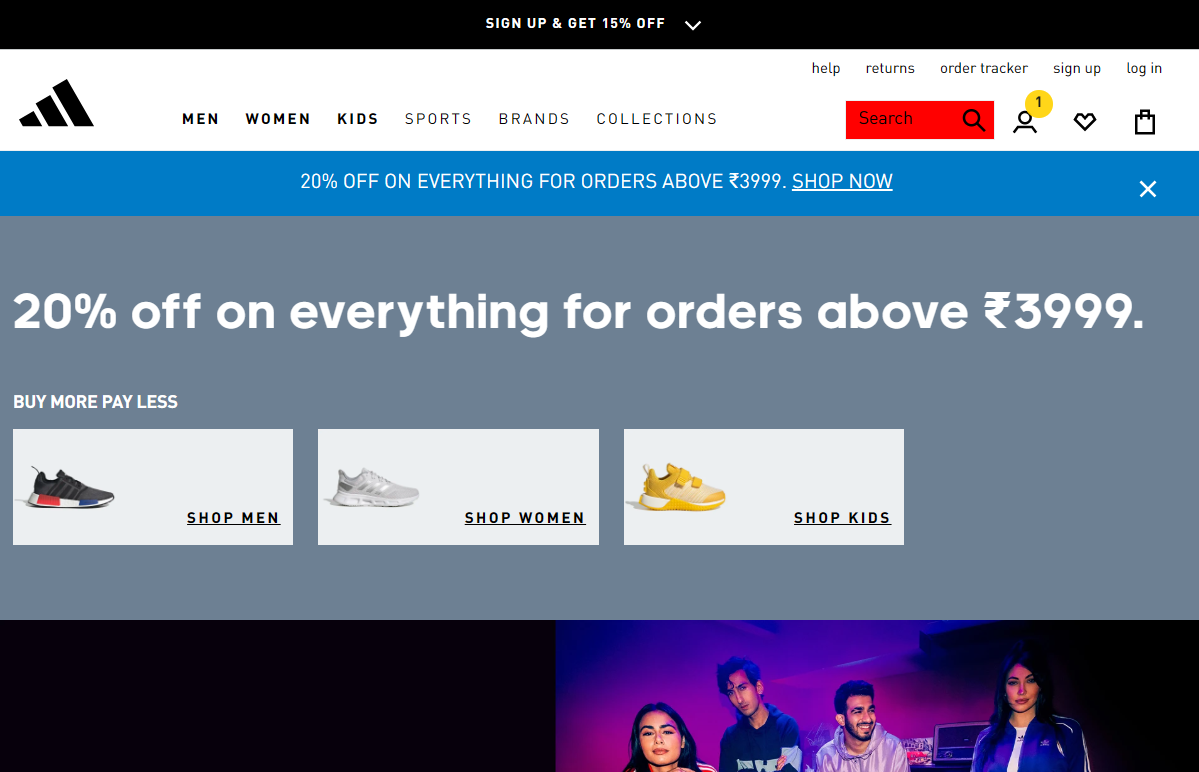 SIGN UP & GET 15% OFF
help returns order tracker sign up log in
MEN WOMEN KIDS SPORTS BRANDS COLLECTIONS
Search
1
20% OFF ON EVERYTHING FOR ORDERS ABOVE ₹3999. SHOP NOW
20% off on everything for orders above ₹3999.
BUY MORE PAY LESS
SHOP MEN
SHOP WOMEN
SHOP KIDS